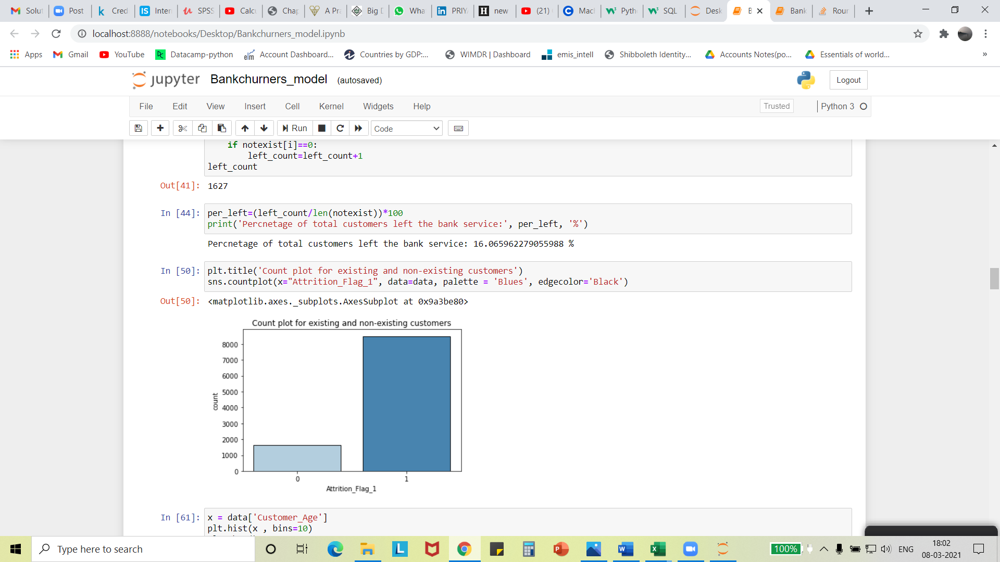 Solut Post Cred Inter SPSS Calcu Chap A Pra Big D Wha PRIYA new (21) Mach Pytho SQL Desk B Bank Roun
localhost:8888/notebooks/Desktop/Bankchurners_model.ipynb
Apps Gmail YouTube Datacamp-python Account Dashboard... Countries by GDP:... WIMDR | Dashboard emis_intell Shibboleth Identity... Accounts Notes(po... Essentials of world... »
jupyter Bankchurners_model (autosaved) Logout
File Edit View Insert Cell Kernel Widgets Help Trusted Python 3
Run Code
if notexist[i]==0:
left_count=left_count+1
left_count
Out[41]: 1627
In [44]: per_left=(left_count/len(notexist))*100
print('Percnetage of total customers left the bank service:', per_left, '%')
Percnetage of total customers left the bank service: 16.065962279055988 %
In [50]: plt.title('Count plot for existing and non-existing customers')
sns.countplot(x="Attrition_Flag_1", data=data, palette = 'Blues', edgecolor='Black')
Out[50]: <matplotlib.axes._subplots.AxesSubplot at 0x9a3be80>
Count plot for existing and non-existing customers
8000
7000
6000
5000
count
4000
3000
2000
1000
0
0 1
Attrition_Flag_1
In [61]: x = data['Customer_Age']
plt.hist(x , bins=10)
Type here to search 100% ENG 18:02
08-03-2021